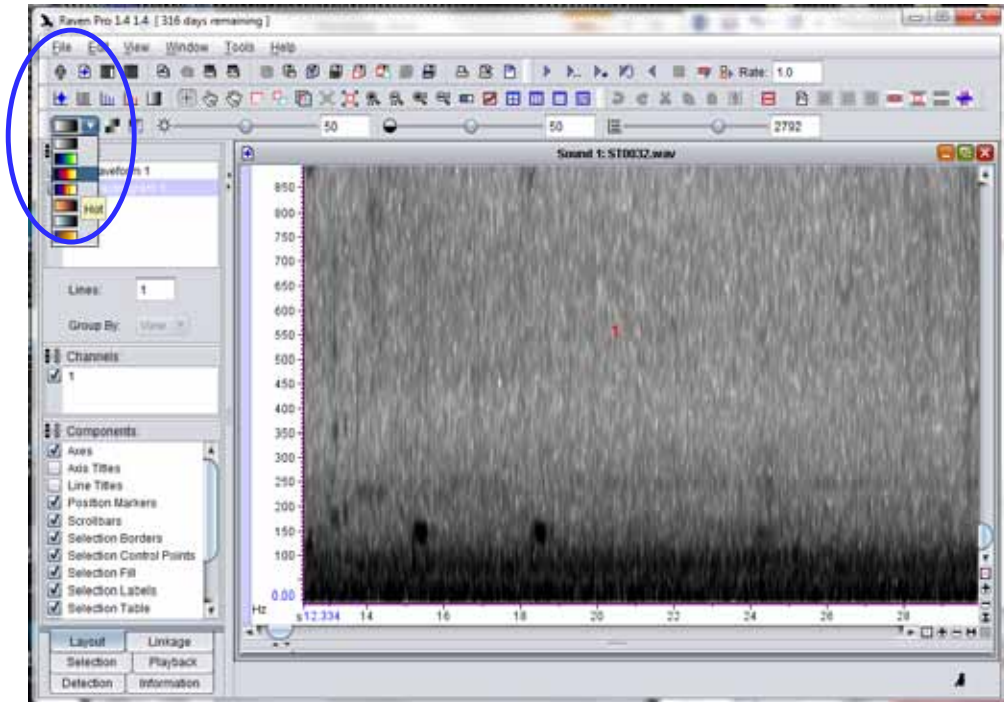 Raven Pro 1.4 1.4 [ 316 days remaining ]
File Edit View Window Tools Help
Rate: 1.0
50 50 2792
Sound 1: ST0032.wav
1
Hot
Lines: 1
Group By: View
Channels
1
Components
Axes
Axis Titles
Line Titles
Position Markers
Scrollbars
Selection Borders
Selection Control Points
Selection Fill
Selection Labels
Selection Table
Layout Linkage
Selection Playback
Detection Information
850
800
750
700
650
600
550
500
450
400
350
300
250
200
150
100
0.00
Hz
s 12.334 14 16 18 20 22 24 26 28
1